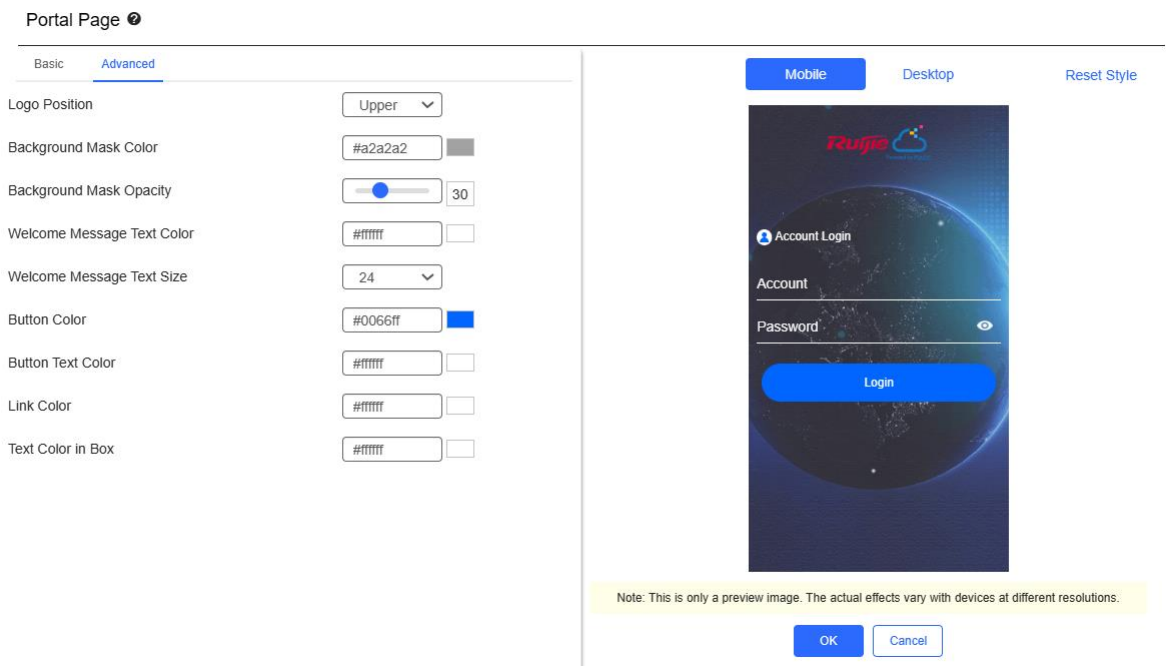 Portal Page
Basic Advanced
Logo Position Upper
Background Mask Color #a2a2a2
Background Mask Opacity 30
Welcome Message Text Color #ffffff
Welcome Message Text Size 24
Button Color #0066ff
Button Text Color #ffffff
Link Color #ffffff
Text Color in Box #ffffff
Mobile Desktop Reset Style
Ruijie
Account Login
Account
Password
Login
Note: This is only a preview image. The actual effects vary with devices at different resolutions.
OK Cancel